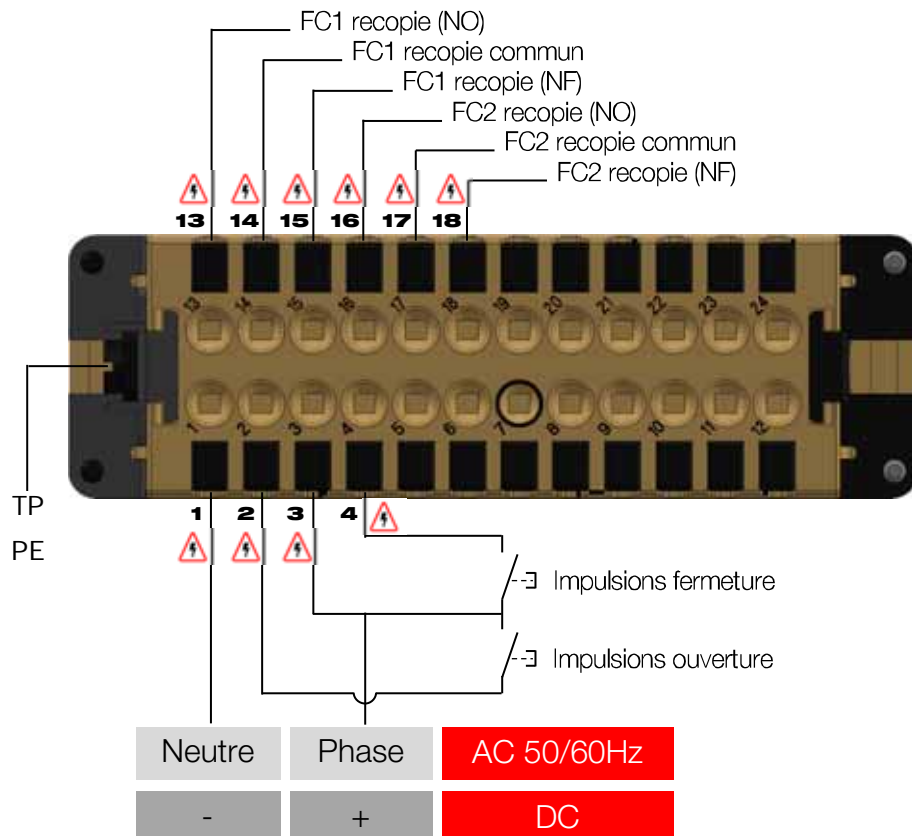 FC1 recopie (NO)
FC1 recopie commun
FC1 recopie (NF)
FC2 recopie (NO)
FC2 recopie commun
FC2 recopie (NF)
13 14 15 16 17 18
13 14 15 16 17 18 19 20 21 22 23 24
1 2 3 4 5 6 7 8 9 10 11 12
TP
PE
1 2 3 4
Impulsions fermeture
Impulsions ouverture
Neutre Phase AC 50/60Hz
- + DC